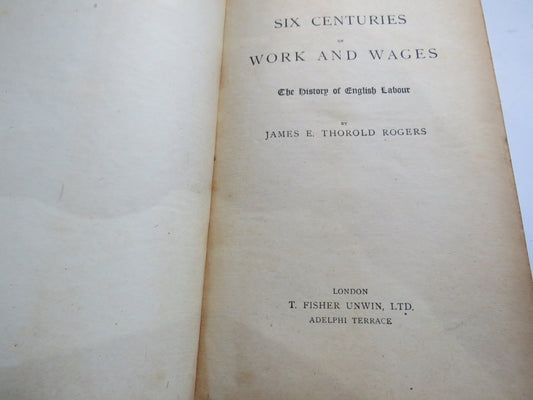 SIX CENTURIES
OF
WORK AND WAGES
The History of English Labour
BY
JAMES E. THOROLD ROGERS
LONDON
T. FISHER UNWIN, LTD.
ADELPHI TERRACE